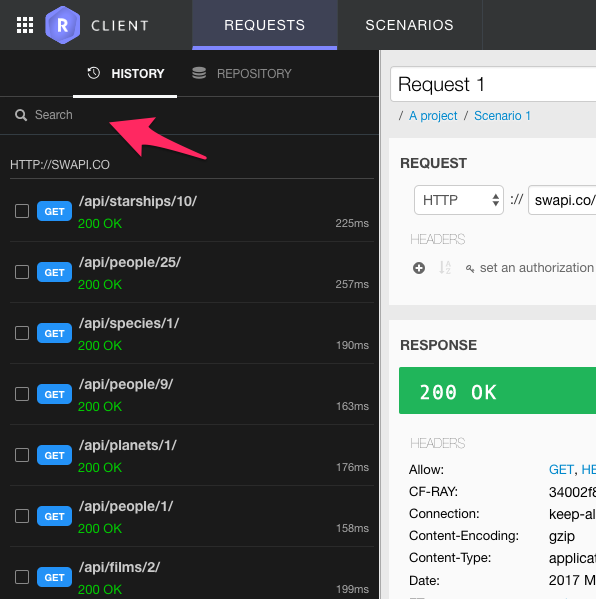 R CLIENT REQUESTS SCENARIOS
HISTORY REPOSITORY
Search
HTTP://SWAPI.CO
GET /api/starships/10/
200 OK 225ms
GET /api/people/25/
200 OK 257ms
GET /api/species/1/
200 OK 190ms
GET /api/people/9/
200 OK 163ms
GET /api/planets/1/
200 OK 176ms
GET /api/people/1/
200 OK 158ms
GET /api/films/2/
200 OK 199ms
Request 1
/ A project / Scenario 1
REQUEST
HTTP :// swapi.co/
HEADERS
set an authorization
RESPONSE
200 OK
HEADERS
Allow: GET, HE
CF-RAY: 34002f8
Connection: keep-al
Content-Encoding: gzip
Content-Type: applicat
Date: 2017 M